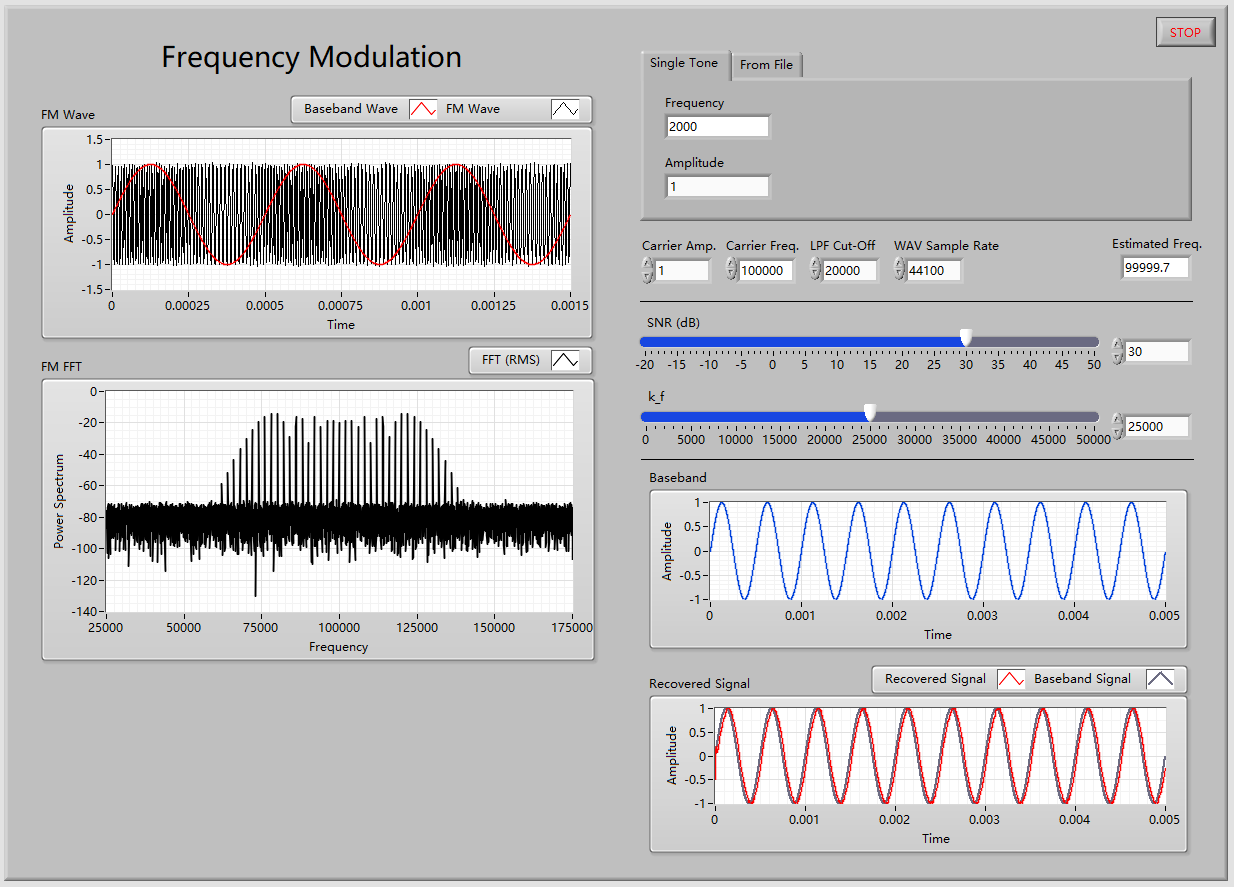 STOP
Frequency Modulation
Single Tone
From File
Frequency
2000
Amplitude
1
FM Wave
Baseband Wave
FM Wave
Amplitude
1.5
1
0.5
0
-0.5
-1
-1.5
0 0.00025 0.0005 0.00075 0.001 0.00125 0.0015
Time
Carrier Amp. Carrier Freq. LPF Cut-Off WAV Sample Rate Estimated Freq.
1 100000 20000 44100 99999.7
SNR (dB)
-20 -15 -10 -5 0 5 10 15 20 25 30 35 40 45 50
30
k_f
0 5000 10000 15000 20000 25000 30000 35000 40000 45000 50000
25000
FM FFT
FFT (RMS)
Power Spectrum
0
-20
-40
-60
-80
-100
-120
-140
25000 50000 75000 100000 125000 150000 175000
Frequency
Baseband
Amplitude
1
0.5
0
-0.5
-1
0 0.001 0.002 0.003 0.004 0.005
Time
Recovered Signal
Recovered Signal
Baseband Signal
Amplitude
1
0.5
0
-0.5
-1
0 0.001 0.002 0.003 0.004 0.005
Time